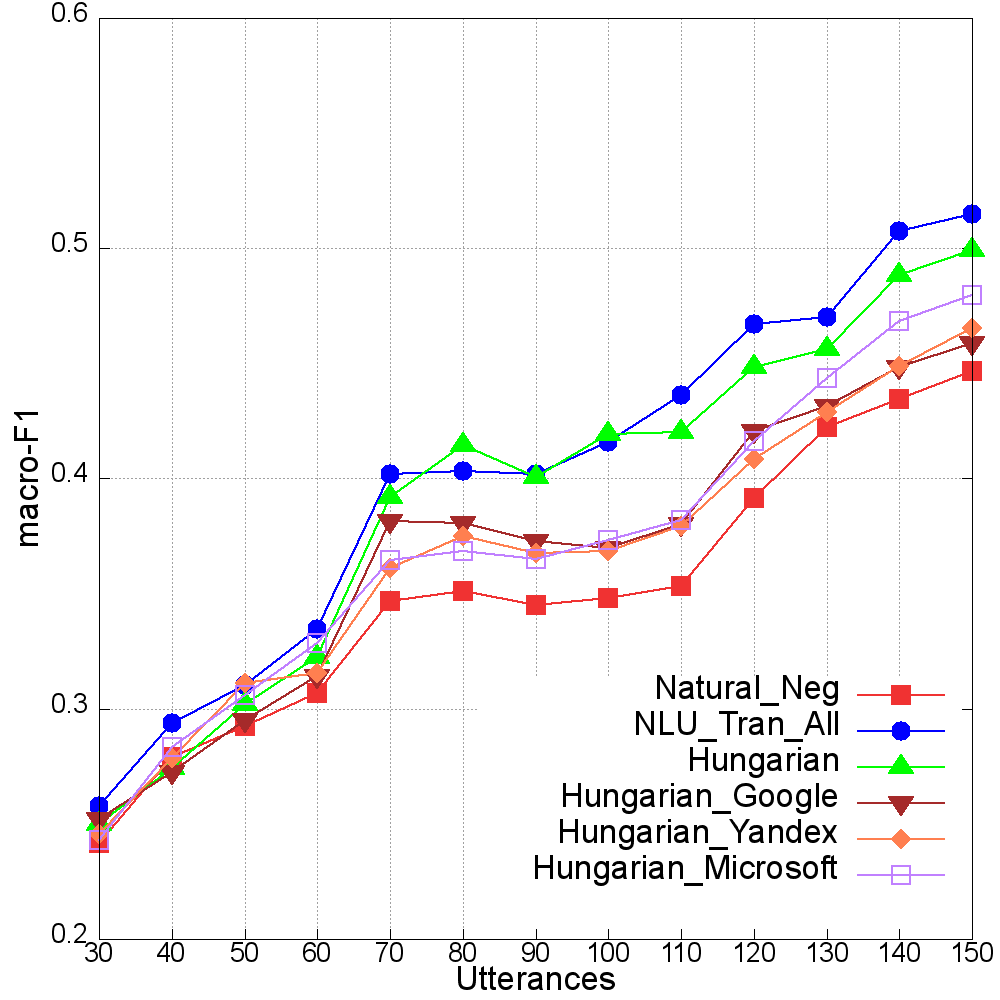 0.6
0.5
0.4
0.3
0.2
macro-F1
Natural_Neg
NLU_Tran_All
Hungarian
Hungarian_Google
Hungarian_Yandex
Hungarian_Microsoft
30 40 50 60 70 80 90 100 110 120 130 140 150
Utterances